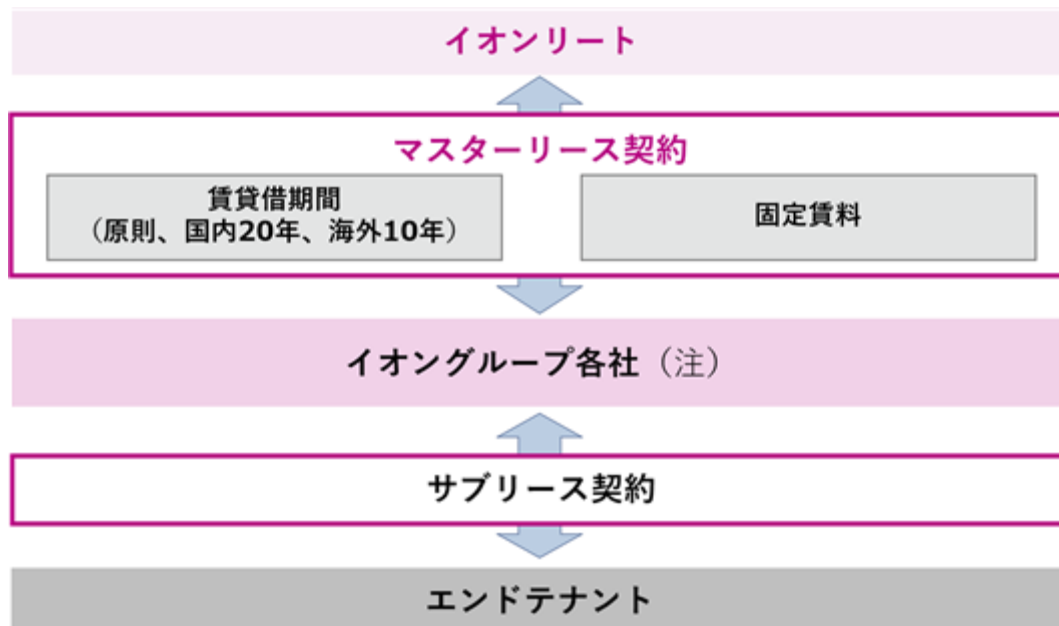 イオンリート
マスターリース契約
賃貸借期間
（原則、国内20年、海外10年）
固定賃料
イオングループ各社（注）
サブリース契約
エンドテナント